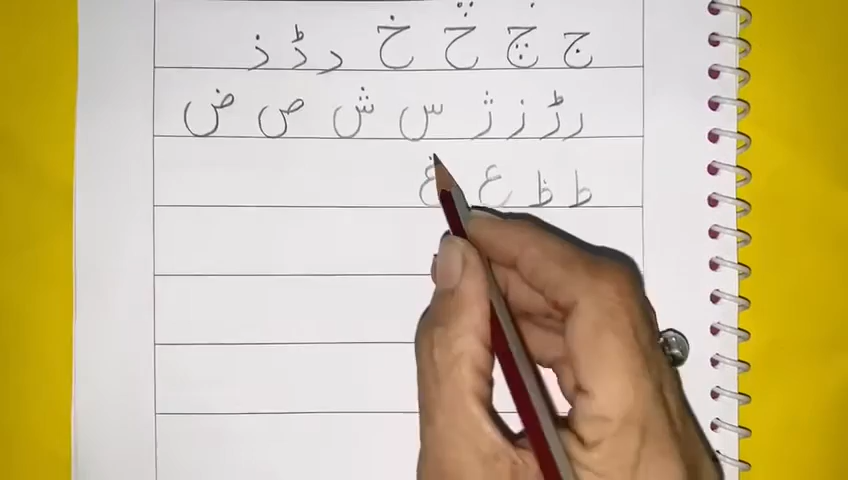 ج چ ح خ د ڈ ذ
ر ڑ ز ژ س ش ص ض
ط ظ ع غ